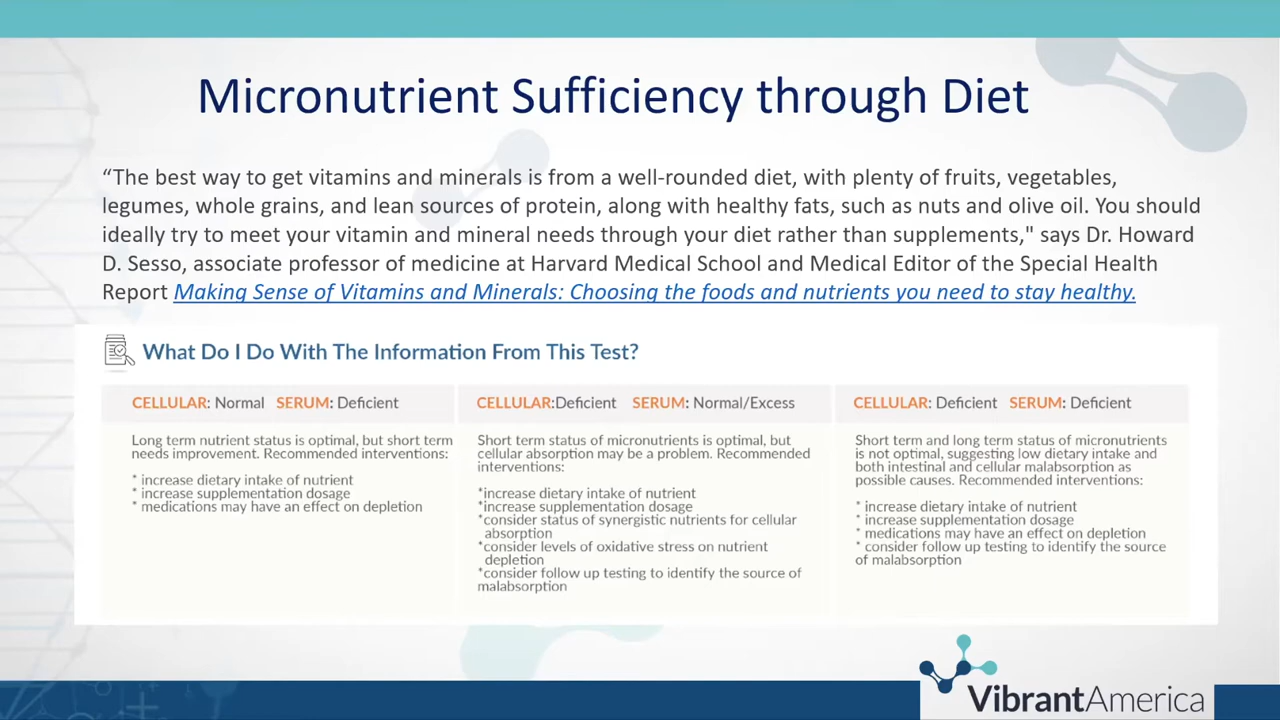 Micronutrient Sufficiency through Diet
“The best way to get vitamins and minerals is from a well-rounded diet, with plenty of fruits, vegetables,
legumes, whole grains, and lean sources of protein, along with healthy fats, such as nuts and olive oil. You should
ideally try to meet your vitamin and mineral needs through your diet rather than supplements," says Dr. Howard
D. Sesso, associate professor of medicine at Harvard Medical School and Medical Editor of the Special Health
Report Making Sense of Vitamins and Minerals: Choosing the foods and nutrients you need to stay healthy.
What Do I Do With The Information From This Test?
CELLULAR: Normal SERUM: Deficient
Long term nutrient status is optimal, but short term
needs improvement. Recommended interventions:
* increase dietary intake of nutrient
* increase supplementation dosage
* medications may have an effect on depletion
CELLULAR:Deficient SERUM: Normal/Excess
Short term status of micronutrients is optimal, but
cellular absorption may be a problem. Recommended
interventions:
*increase dietary intake of nutrient
*increase supplementation dosage
*consider status of synergistic nutrients for cellular
absorption
*consider levels of oxidative stress on nutrient
depletion
*consider follow up testing to identify the source of
malabsorption
CELLULAR: Deficient SERUM: Deficient
Short term and long term status of micronutrients
is not optimal, suggesting low dietary intake and
both intestinal and cellular malabsorption as
possible causes. Recommended interventions:
* increase dietary intake of nutrient
* increase supplementation dosage
* medications may have an effect on depletion
* consider follow up testing to identify the source
of malabsorption
VibrantAmerica